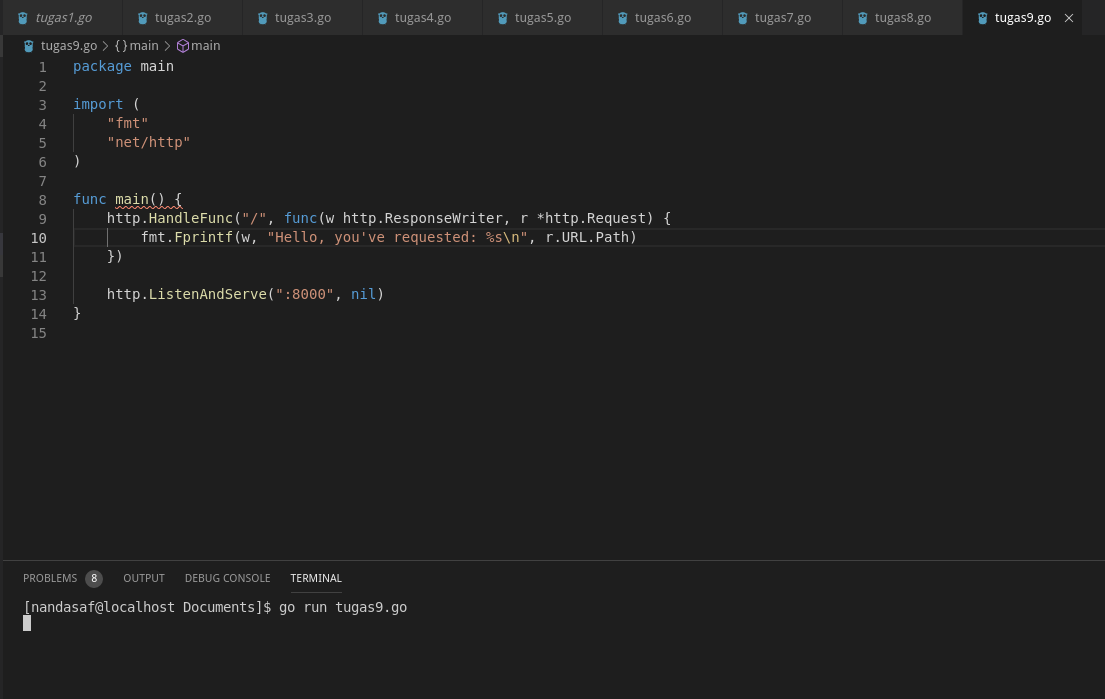 tugas1.go tugas2.go tugas3.go tugas4.go tugas5.go tugas6.go tugas7.go tugas8.go tugas9.go ×
tugas9.go > {} main > main
1 package main
2
3 import (
4 "fmt"
5 "net/http"
6 )
7
8 func main() {
9 http.HandleFunc("/", func(w http.ResponseWriter, r *http.Request) {
10 fmt.Fprintf(w, "Hello, you've requested: %s\n", r.URL.Path)
11 })
12
13 http.ListenAndServe(":8000", nil)
14 }
15
PROBLEMS 8 OUTPUT DEBUG CONSOLE TERMINAL
[nandasaf@localhost Documents]$ go run tugas9.go